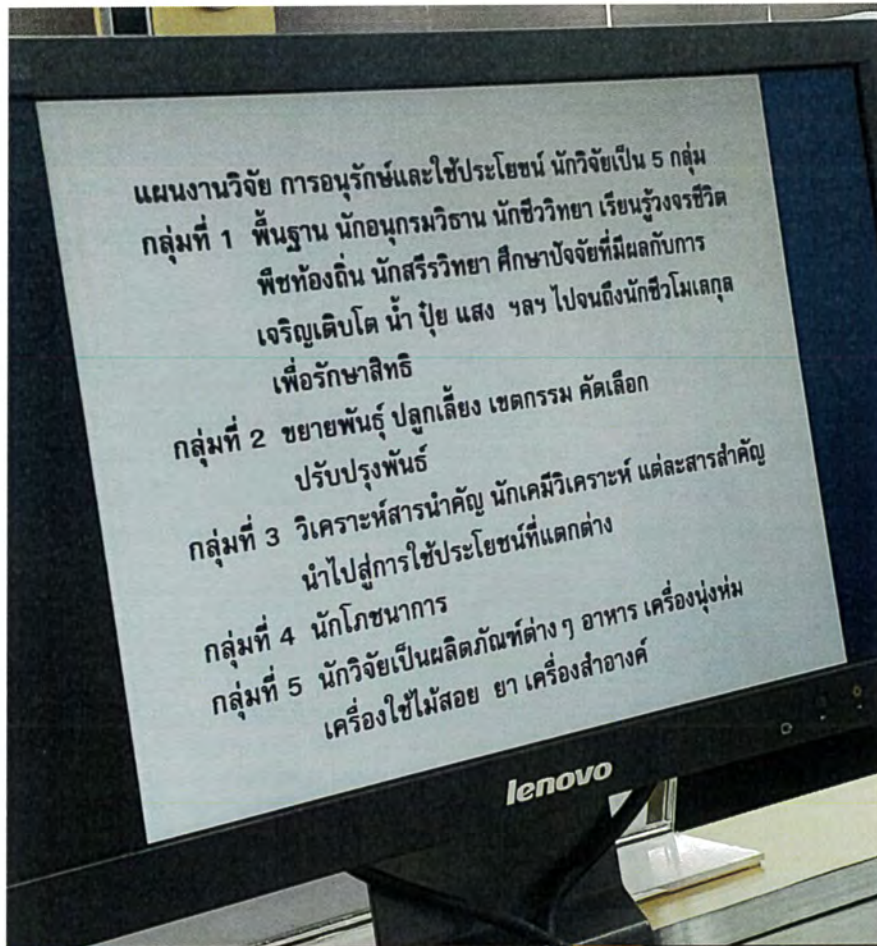 แผนงานวิจัย การอนุรักษ์และใช้ประโยชน์ นักวิจัยเป็น 5 กลุ่ม
กลุ่มที่ 1 พื้นฐาน นักอนุกรมวิธาน นักชีววิทยา เรียนรู้วงจรชีวิต
พืชท้องถิ่น นักสรีรวิทยา ศึกษาปัจจัยที่มีผลกับการ
เจริญเติบโต น้ำ ปุ๋ย แสง ฯลฯ ไปจนถึงนักชีวโมเลกุล
เพื่อรักษาสิทธิ
กลุ่มที่ 2 ขยายพันธุ์ ปลูกเลี้ยง เขตกรรม คัดเลือก
ปรับปรุงพันธ์
กลุ่มที่ 3 วิเคราะห์สารนำคัญ นักเคมีวิเคราะห์ แต่ละสารสำคัญ
นำไปสู่การใช้ประโยชน์ที่แตกต่าง
กลุ่มที่ 4 นักโภชนาการ
กลุ่มที่ 5 นักวิจัยเป็นผลิตภัณฑ์ต่าง ๆ อาหาร เครื่องนุ่งห่ม
เครื่องใช้ไม้สอย ยา เครื่องสำอางค์
lenovo